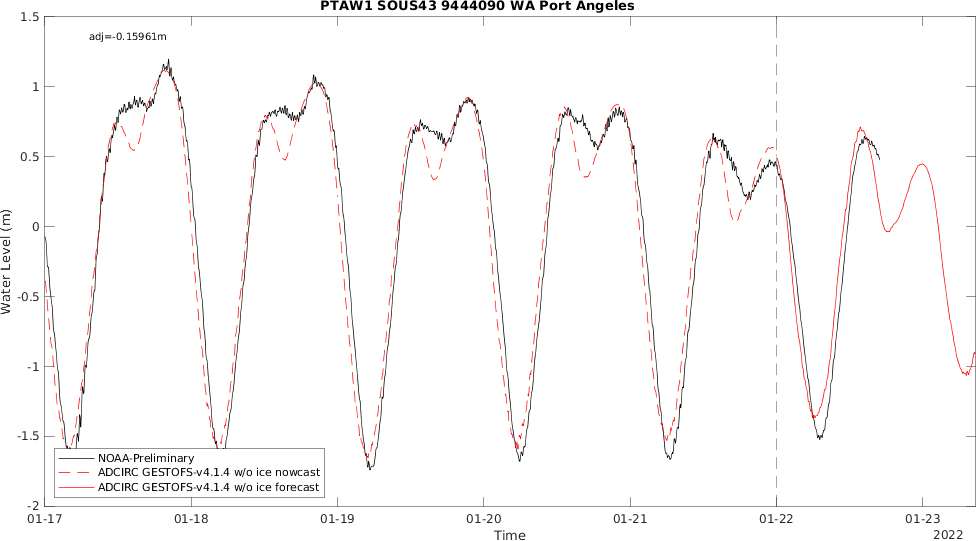 PTAW1 SOUS43 9444090 WA Port Angeles
adj=-0.15961m
1.5
1
0.5
0
-0.5
-1
-1.5
-2
Water Level (m)
NOAA-Preliminary
ADCIRC GESTOFS-v4.1.4 w/o ice nowcast
ADCIRC GESTOFS-v4.1.4 w/o ice forecast
01-17 01-18 01-19 01-20 01-21 01-22 01-23
Time
2022